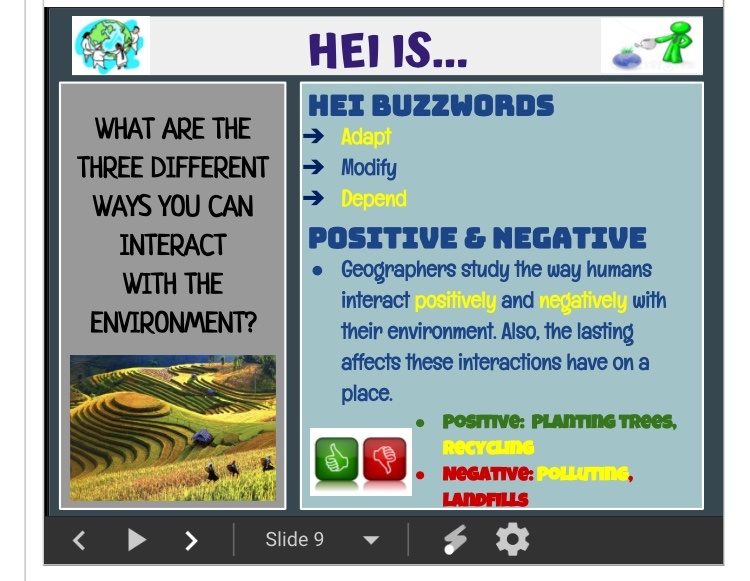 HEI IS...
WHAT ARE THE
THREE DIFFERENT
WAYS YOU CAN
INTERACT
WITH THE
ENVIRONMENT?
HEI BUZZWORDS
➔ Adapt
➔ Modify
➔ Depend
POSITIVE & NEGATIVE
● Geographers study the way humans
interact positively and negatively with
their environment. Also, the lasting
affects these interactions have on a
place.
● Positive: Planting trees,
Recycling
● Negative: Polluting,
Landfills
Slide 9